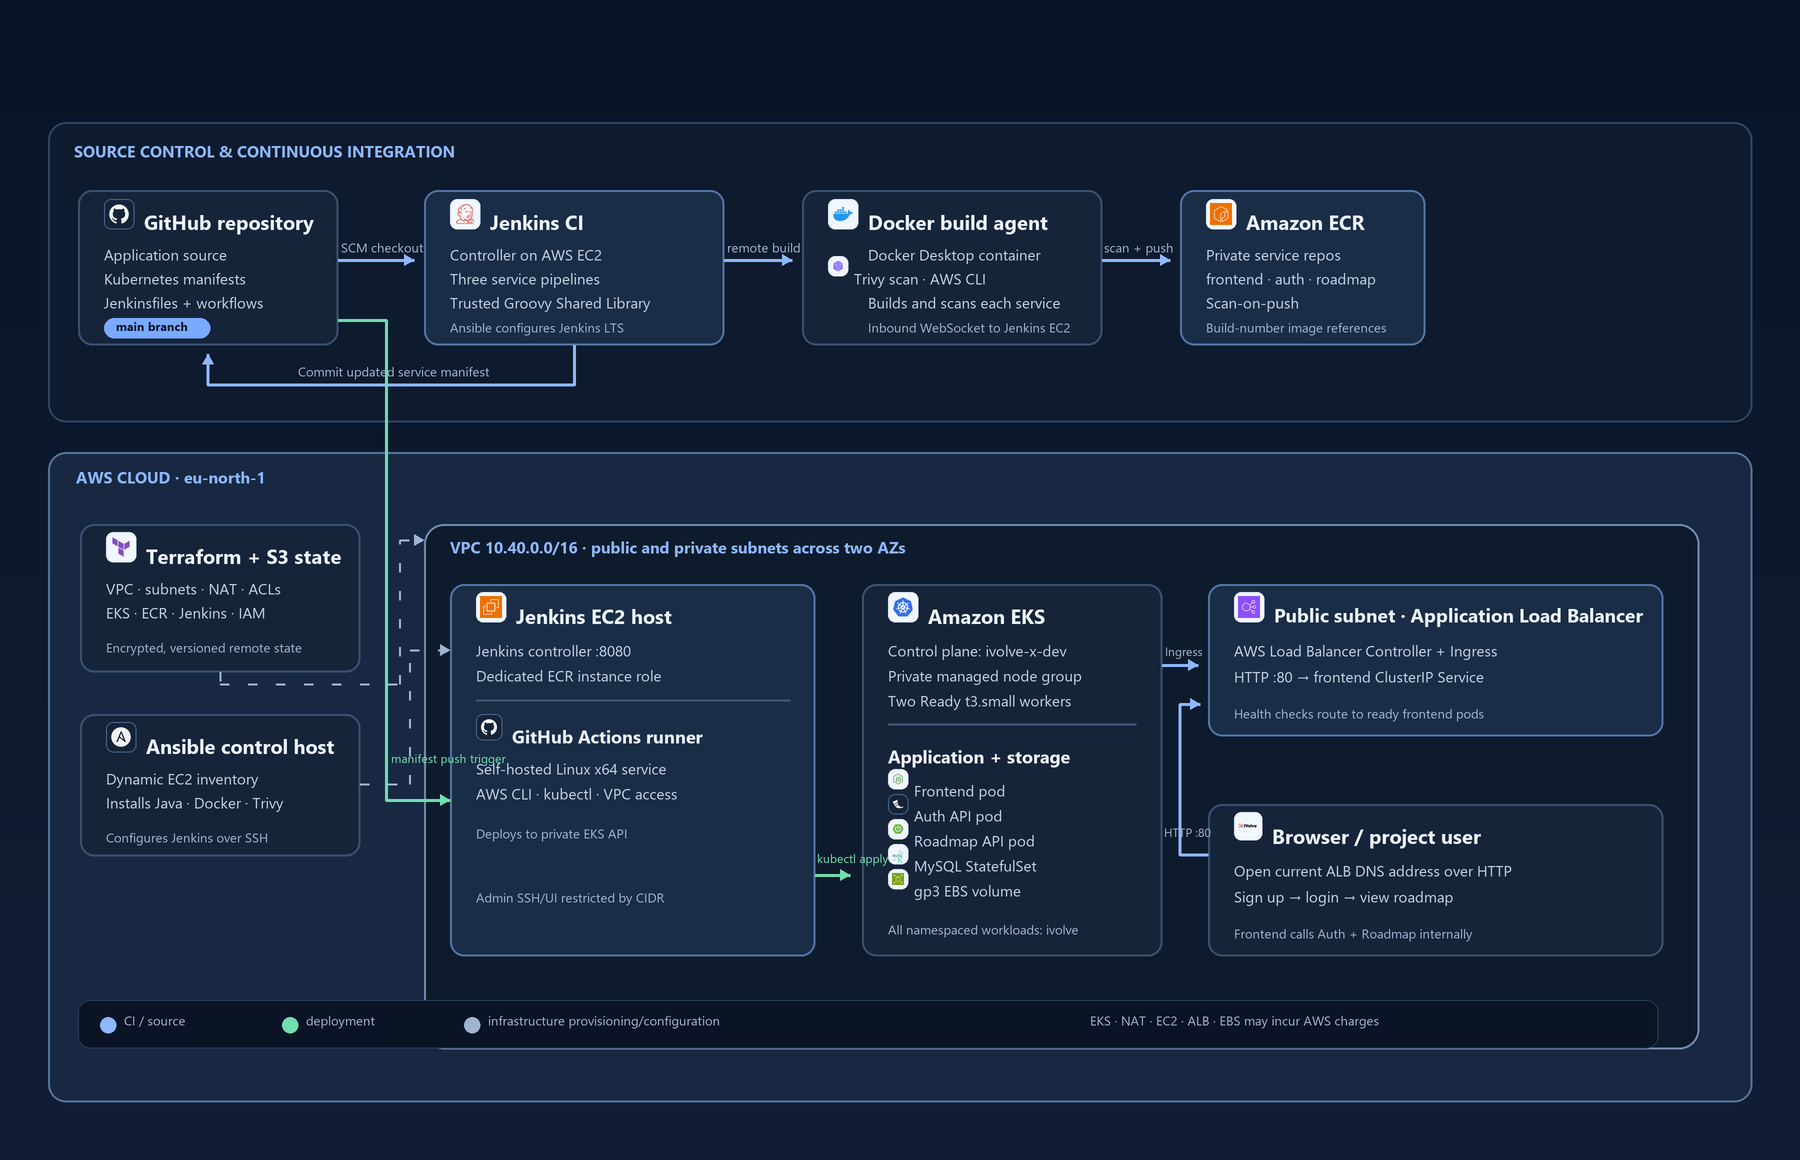 SOURCE CONTROL & CONTINUOUS INTEGRATION
GitHub repository
Application source
Kubernetes manifests
Jenkinsfiles + workflows
main branch
SCM checkout
Jenkins CI
Controller on AWS EC2
Three service pipelines
Trusted Groovy Shared Library
Ansible configures Jenkins LTS
remote build
Docker build agent
Docker Desktop container
Trivy scan · AWS CLI
Builds and scans each service
Inbound WebSocket to Jenkins EC2
scan + push
Amazon ECR
Private service repos
frontend · auth · roadmap
Scan-on-push
Build-number image references
Commit updated service manifest
AWS CLOUD · eu-north-1
Terraform + S3 state
VPC · subnets · NAT · ACLs
EKS · ECR · Jenkins · IAM
Encrypted, versioned remote state
Ansible control host
Dynamic EC2 inventory
Installs Java · Docker · Trivy
Configures Jenkins over SSH
VPC 10.40.0.0/16 · public and private subnets across two AZs
Jenkins EC2 host
Jenkins controller :8080
Dedicated ECR instance role
GitHub Actions runner
manifest push trigger
Self-hosted Linux x64 service
AWS CLI · kubectl · VPC access
Deploys to private EKS API
Admin SSH/UI restricted by CIDR
kubectl apply
Amazon EKS
Control plane: ivolve-x-dev
Private managed node group
Two Ready t3.small workers
Application + storage
Frontend pod
Auth API pod
Roadmap API pod
MySQL StatefulSet
gp3 EBS volume
All namespaced workloads: ivolve
Ingress
Public subnet · Application Load Balancer
AWS Load Balancer Controller + Ingress
HTTP :80 → frontend ClusterIP Service
Health checks route to ready frontend pods
HTTP :80
Browser / project user
Open current ALB DNS address over HTTP
Sign up → login → view roadmap
Frontend calls Auth + Roadmap internally
CI / source
deployment
infrastructure provisioning/configuration
EKS · NAT · EC2 · ALB · EBS may incur AWS charges